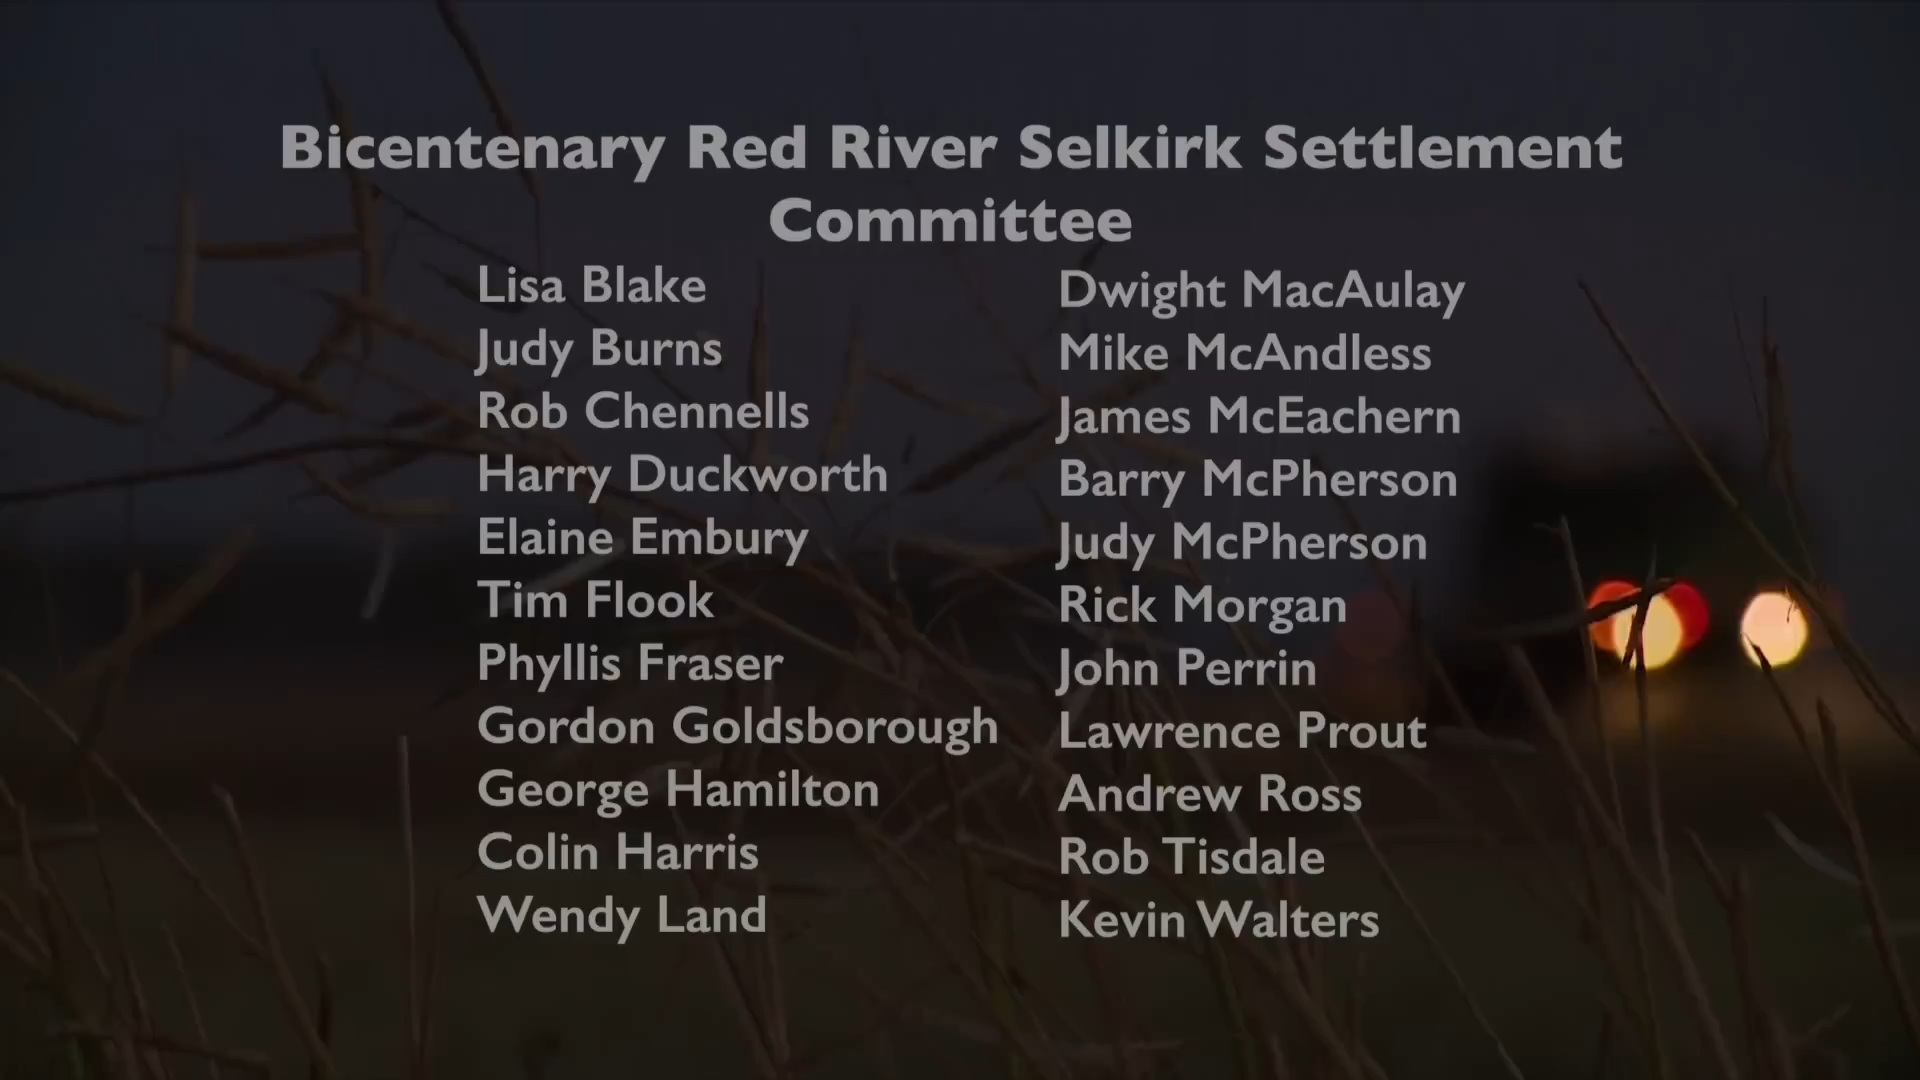 Bicentenary Red River Selkirk Settlement
Committee
Lisa Blake
Judy Burns
Rob Chennells
Harry Duckworth
Elaine Embury
Tim Flook
Phyllis Fraser
Gordon Goldsborough
George Hamilton
Colin Harris
Wendy Land
Dwight MacAulay
Mike McAndless
James McEachern
Barry McPherson
Judy McPherson
Rick Morgan
John Perrin
Lawrence Prout
Andrew Ross
Rob Tisdale
Kevin Walters